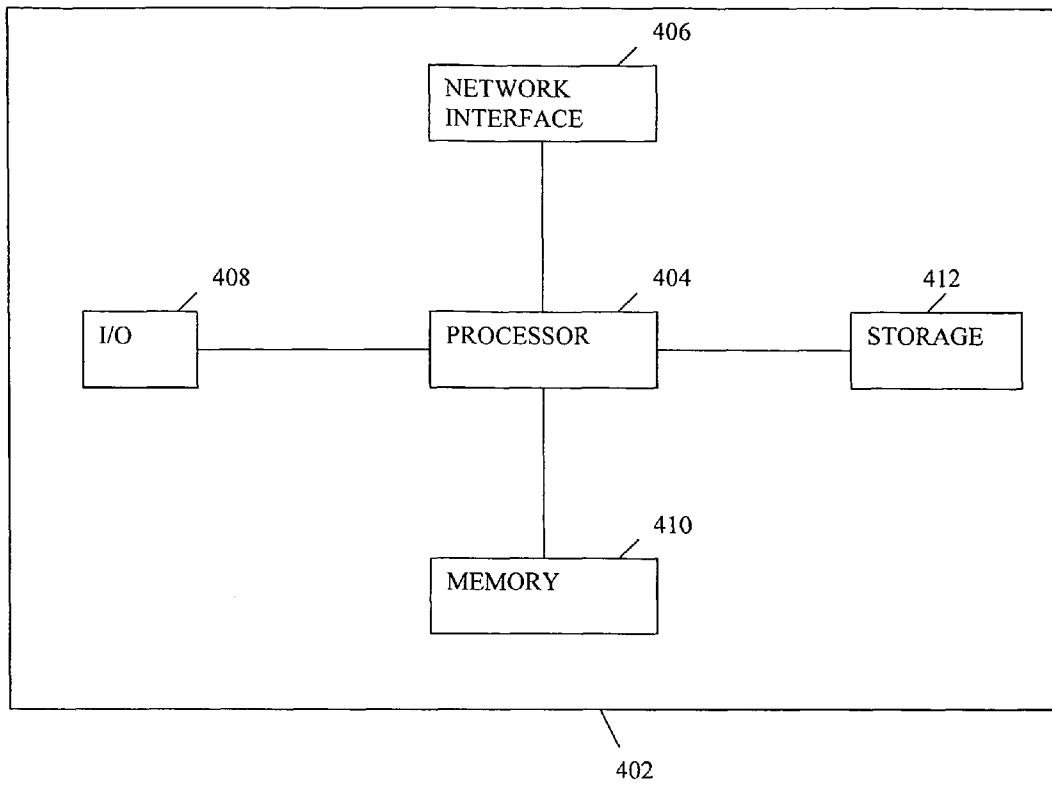 406
NETWORK
INTERFACE
408
404
412
I/O
PROCESSOR
STORAGE
410
MEMORY
402